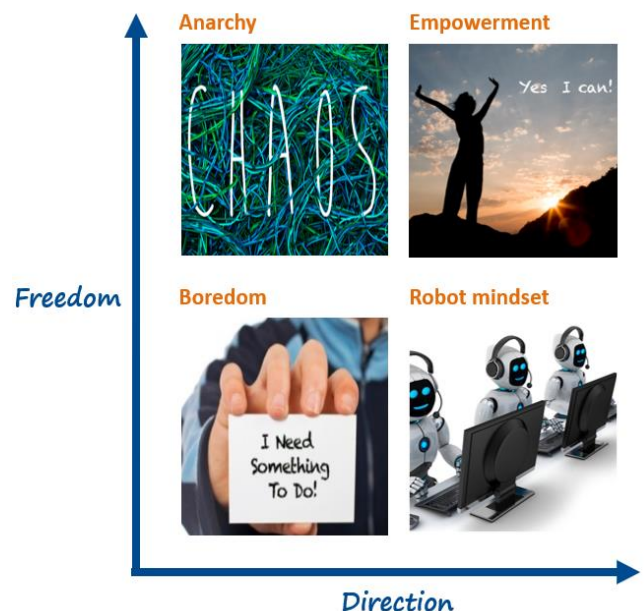 Anarchy
Empowerment
CHAOS
Yes I can!
Freedom
Boredom
Robot mindset
I Need
Something
To Do!
Direction